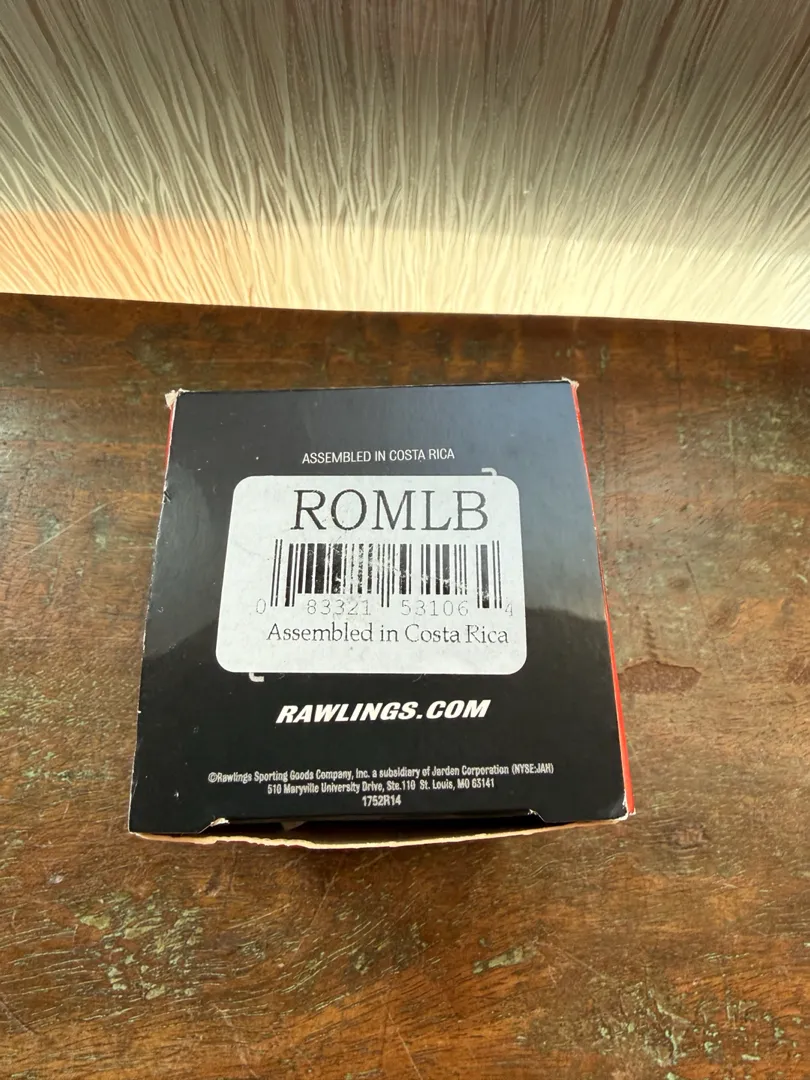 ASSEMBLED IN COSTA RICA
ROMLB
0 83321 53106 4
Assembled in Costa Rica
RAWLINGS.COM
©Rawlings Sporting Goods Company, Inc. a subsidiary of Jarden Corporation (NYSE:JAH)
510 Maryville University Drive, Ste.110 St. Louis, MO 63141
1752R14